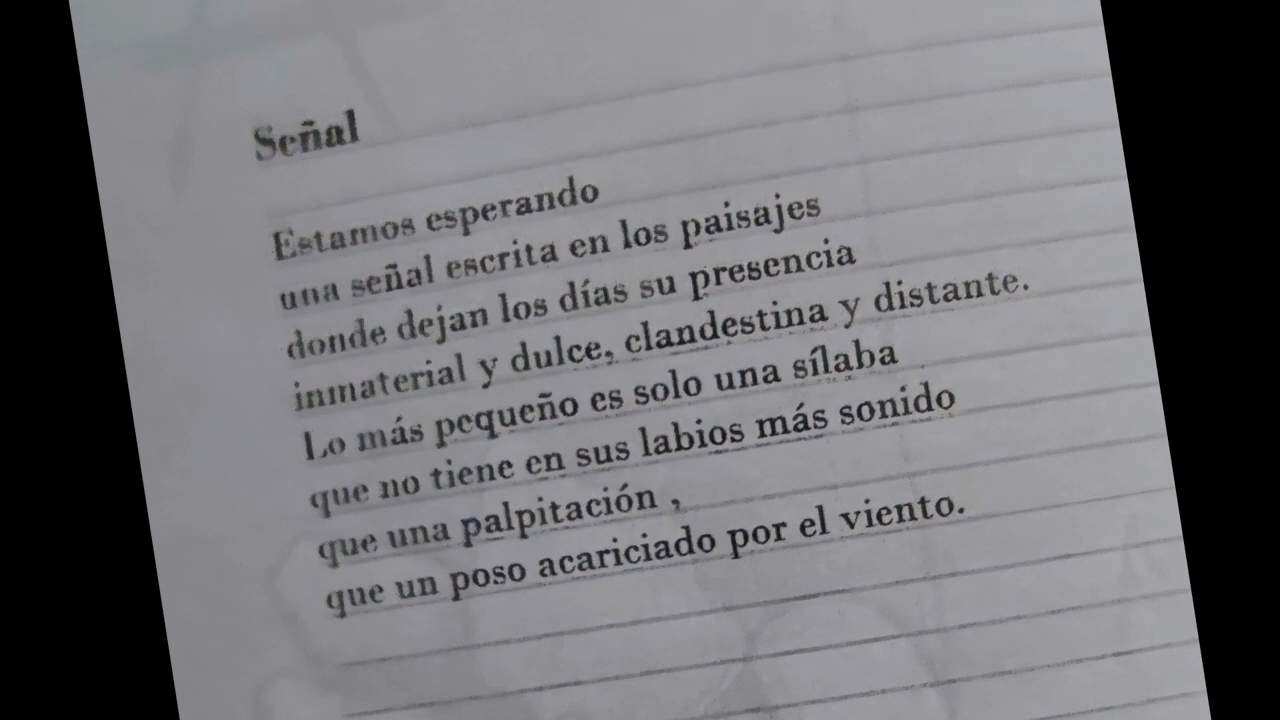 Señal
Estamos esperando
una señal escrita en los paisajes
donde dejan los días su presencia
inmaterial y dulce, clandestina y distante.
Lo más pequeño es solo una sílaba
que no tiene en sus labios más sonido
que una palpitación ,
que un poso acariciado por el viento.